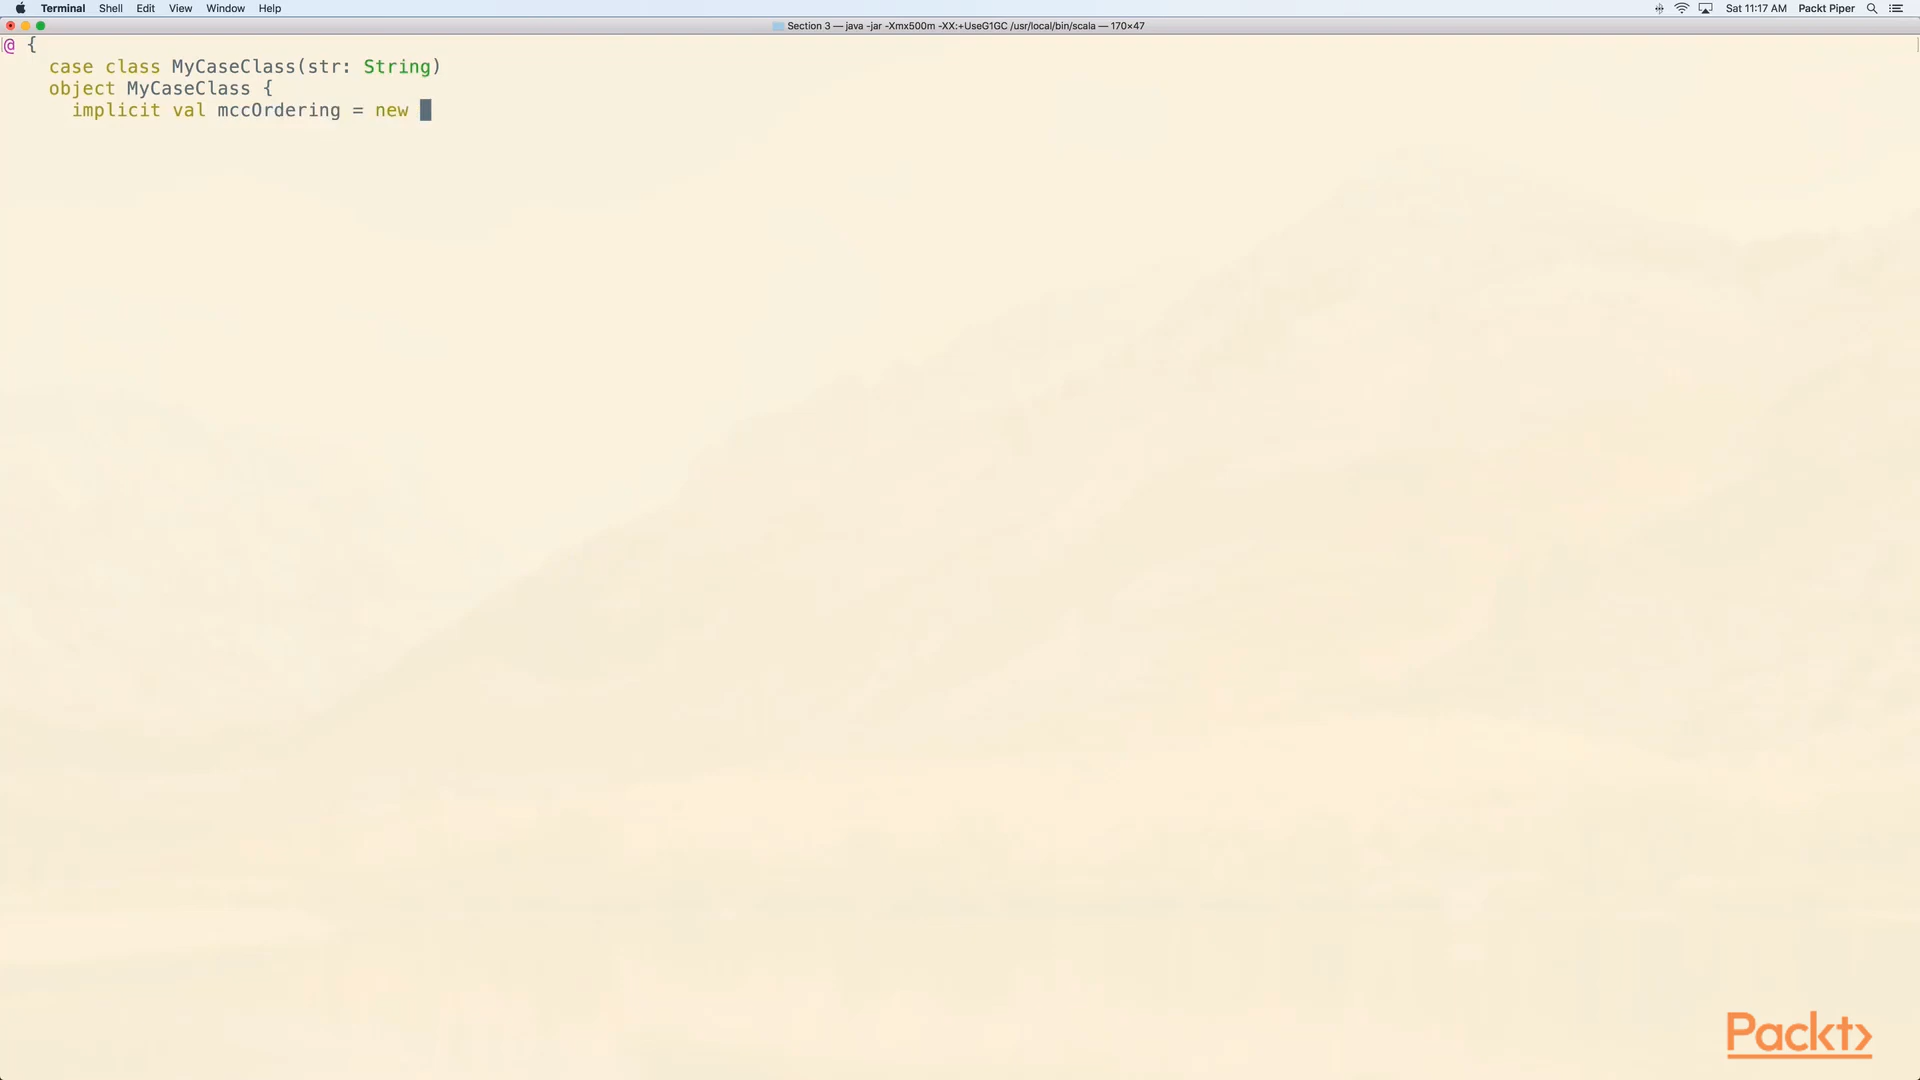 Terminal Shell Edit View Window Help Sat 11:17 AM Packt Piper
Section 3 — java -jar -Xmx500m -XX:+UseG1GC /usr/local/bin/scala — 170×47
@ {
case class MyCaseClass(str: String)
object MyCaseClass {
implicit val mccOrdering = new
Packt